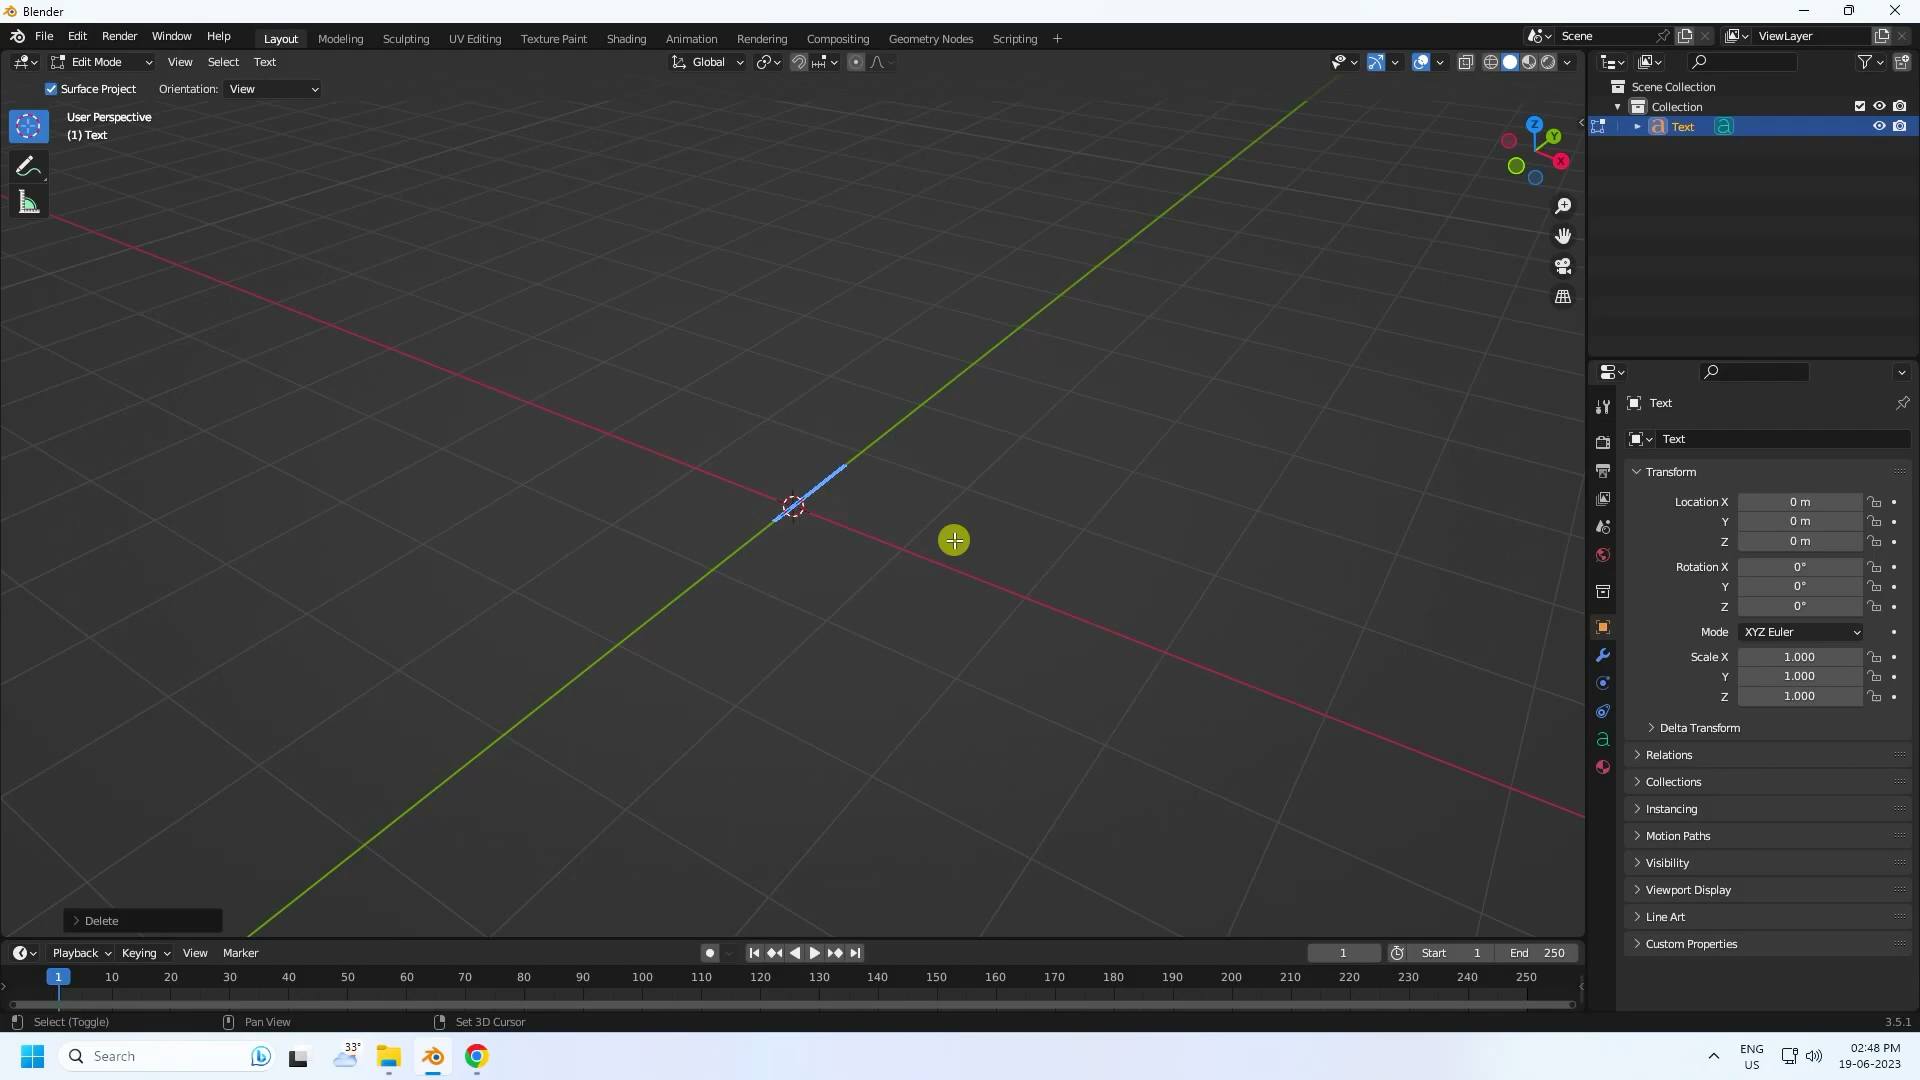 Blender
File Edit Render Window Help Layout Modeling Sculpting UV Editing Texture Paint Shading Animation Rendering Compositing Geometry Nodes Scripting + Scene ViewLayer
Edit Mode View Select Text Global
Surface Project Orientation: View
User Perspective
(1) Text
Z
Y
X
Scene Collection
Collection
a Text a
Text
Text
Transform
Location X 0 m
Y 0 m
Z 0 m
Rotation X 0°
Y 0°
Z 0°
Mode XYZ Euler
Scale X 1.000
Y 1.000
Z 1.000
Delta Transform
Relations
Collections
Instancing
Motion Paths
Visibility
Viewport Display
Line Art
Custom Properties
Delete
Playback Keying View Marker 1 Start 1 End 250
1 10 20 30 40 50 60 70 80 90 100 110 120 130 140 150 160 170 180 190 200 210 220 230 240 250
Select (Toggle) Pan View Set 3D Cursor 3.5.1
Search 33° ENG US 02:48 PM
19-06-2023